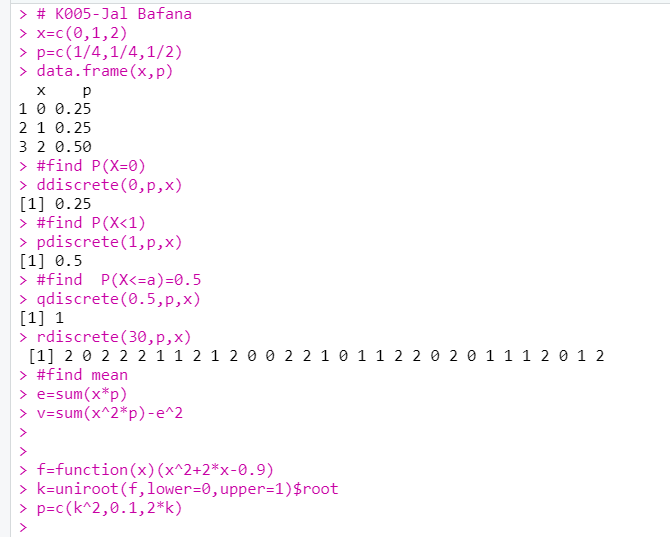 > # K005-Jal Bafana
> x=c(0,1,2)
> p=c(1/4,1/4,1/2)
> data.frame(x,p)
  x    p
1 0 0.25
2 1 0.25
3 2 0.50
> #find P(X=0)
> ddiscrete(0,p,x)
[1] 0.25
> #find P(X<1)
> pdiscrete(1,p,x)
[1] 0.5
> #find  P(X<=a)=0.5
> qdiscrete(0.5,p,x)
[1] 1
> rdiscrete(30,p,x)
 [1] 2 0 2 2 2 1 1 2 1 2 0 0 2 2 1 0 1 1 2 2 0 2 0 1 1 1 2 0 1 2
> #find mean
> e=sum(x*p)
> v=sum(x^2*p)-e^2
>
>
> f=function(x)(x^2+2*x-0.9)
> k=uniroot(f,lower=0,upper=1)$root
> p=c(k^2,0.1,2*k)
>